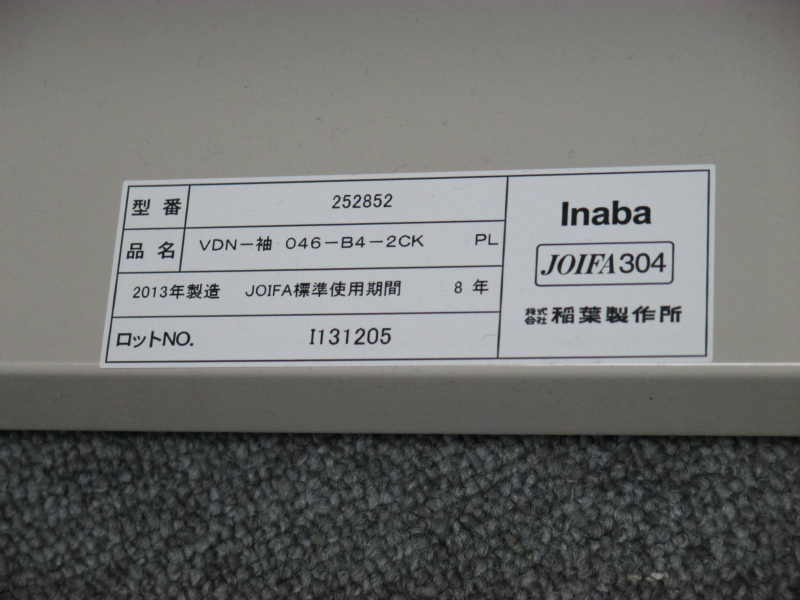 型番 252852
品名 VDN-袖 046-B4-2CK PL
2013年製造 JOIFA標準使用期間 8年
ロットNO. I131205
Inaba
JOIFA304
株式会社 稲葉製作所